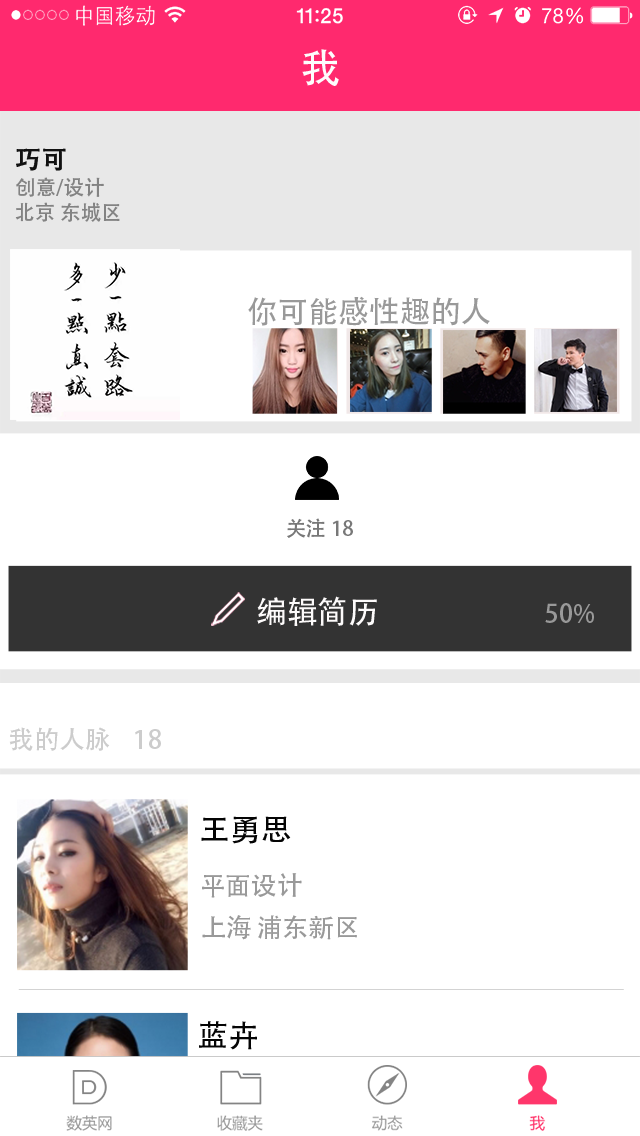 中国移动 11:25 78%
我
巧可
创意/设计
北京 东城区
少一點套路
多一點真誠
你可能感性趣的人
关注 18
编辑简历 50%
我的人脉 18
王勇思
平面设计
上海 浦东新区
蓝卉
D
数英网 收藏夹 动态 我